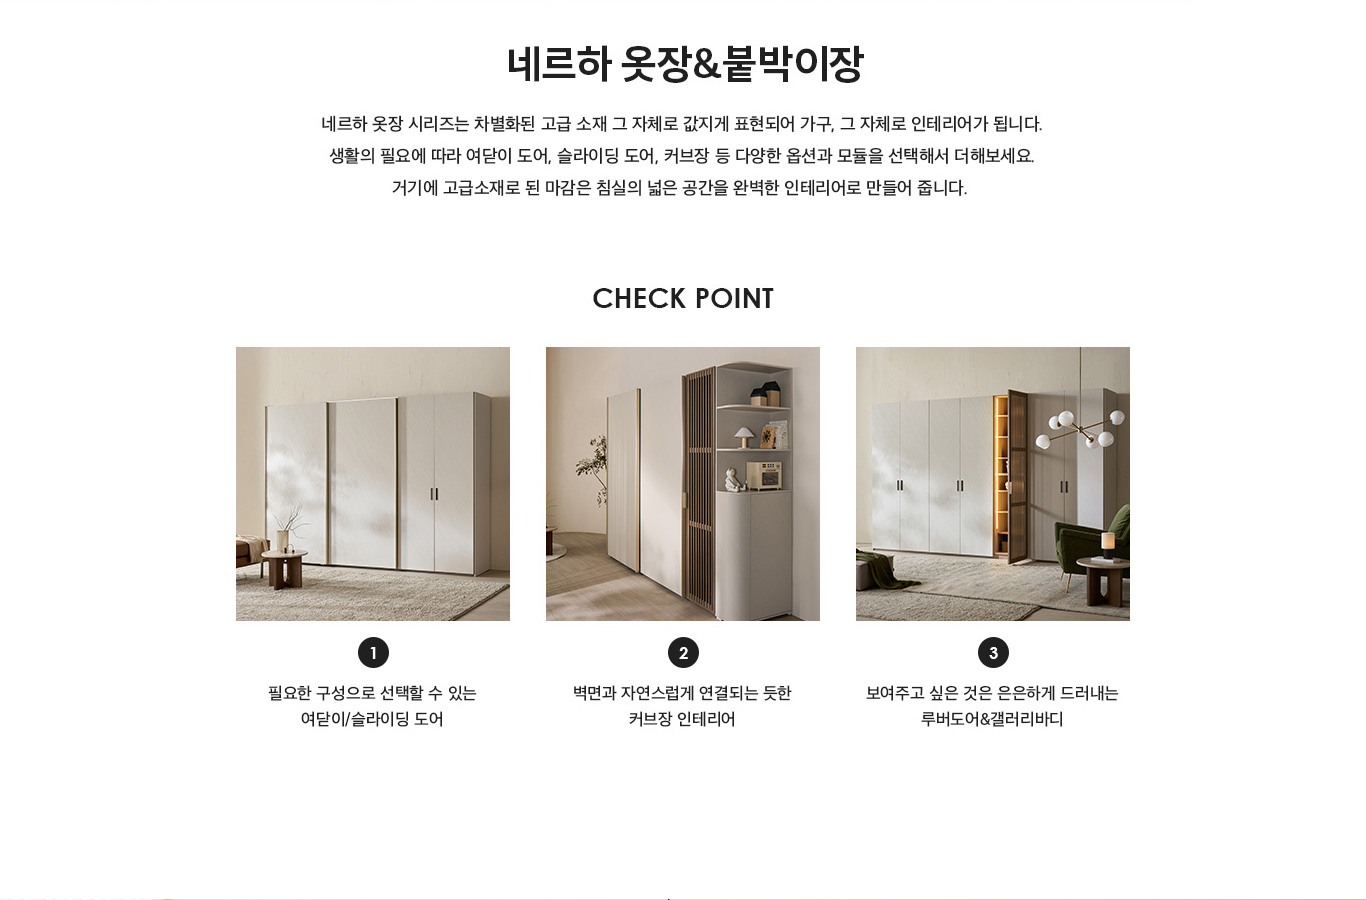 네르하 옷장&붙박이장
네르하 옷장 시리즈는 차별화된 고급 소재 그 자체로 값지게 표현되어 가구, 그 자체로 인테리어가 됩니다.
생활의 필요에 따라 여닫이 도어, 슬라이딩 도어, 커브장 등 다양한 옵션과 모듈을 선택해서 더해보세요.
거기에 고급소재로 된 마감은 침실의 넓은 공간을 완벽한 인테리어로 만들어 줍니다.
CHECK POINT
1
필요한 구성으로 선택할 수 있는
여닫이/슬라이딩 도어
2
벽면과 자연스럽게 연결되는 듯한
커브장 인테리어
3
보여주고 싶은 것은 은은하게 드러내는
루버도어&갤러리바디